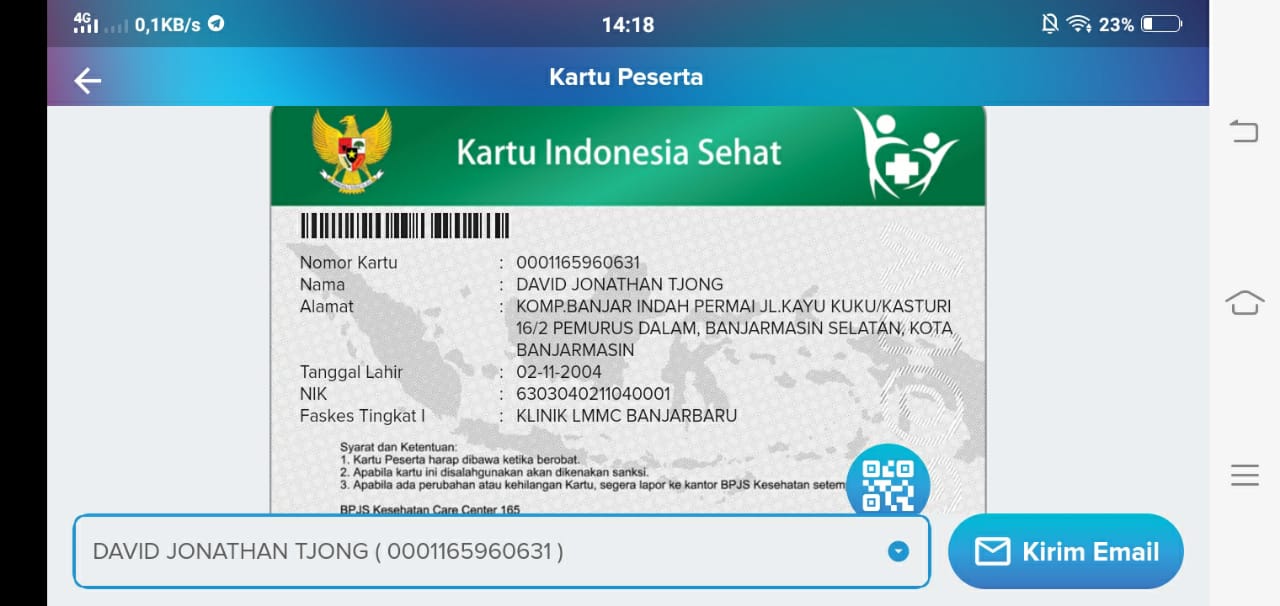 4G 0,1KB/s 14:18 23%
Kartu Peserta
Kartu Indonesia Sehat
Nomor Kartu : 0001165960631
Nama : DAVID JONATHAN TJONG
Alamat : KOMP.BANJAR INDAH PERMAI JL.KAYU KUKU/KASTURI
16/2 PEMURUS DALAM, BANJARMASIN SELATAN, KOTA
BANJARMASIN
Tanggal Lahir : 02-11-2004
NIK : 6303040211040001
Faskes Tingkat I : KLINIK LMMC BANJARBARU
Syarat dan Ketentuan:
1. Kartu Peserta harap dibawa ketika berobat.
2. Apabila kartu ini disalahgunakan akan dikenakan sanksi.
3. Apabila ada perubahan atau kehilangan Kartu, segera lapor ke kantor BPJS Kesehatan setem
BPJS Kesehatan Care Center 165
DAVID JONATHAN TJONG ( 0001165960631 )
Kirim Email